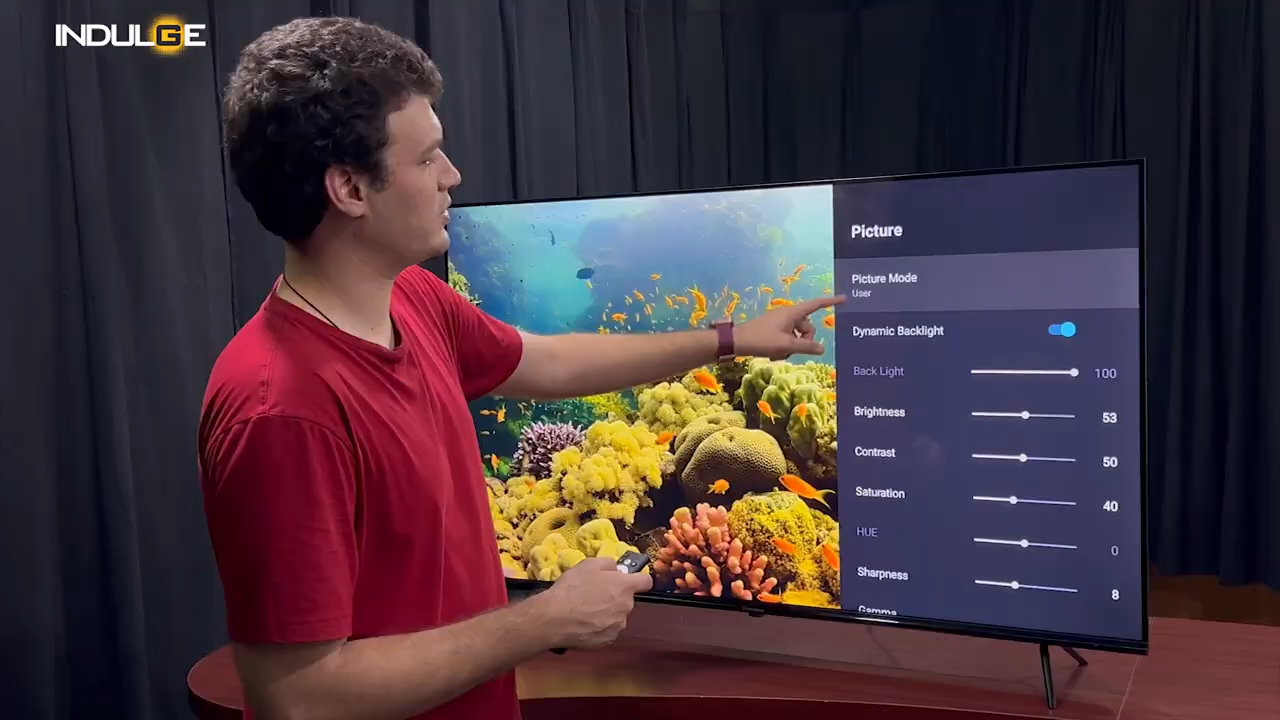 INDULGE
Picture
Picture Mode
User
Dynamic Backlight
Back Light 100
Brightness 53
Contrast 50
Saturation 40
HUE 0
Sharpness 8
Gamma